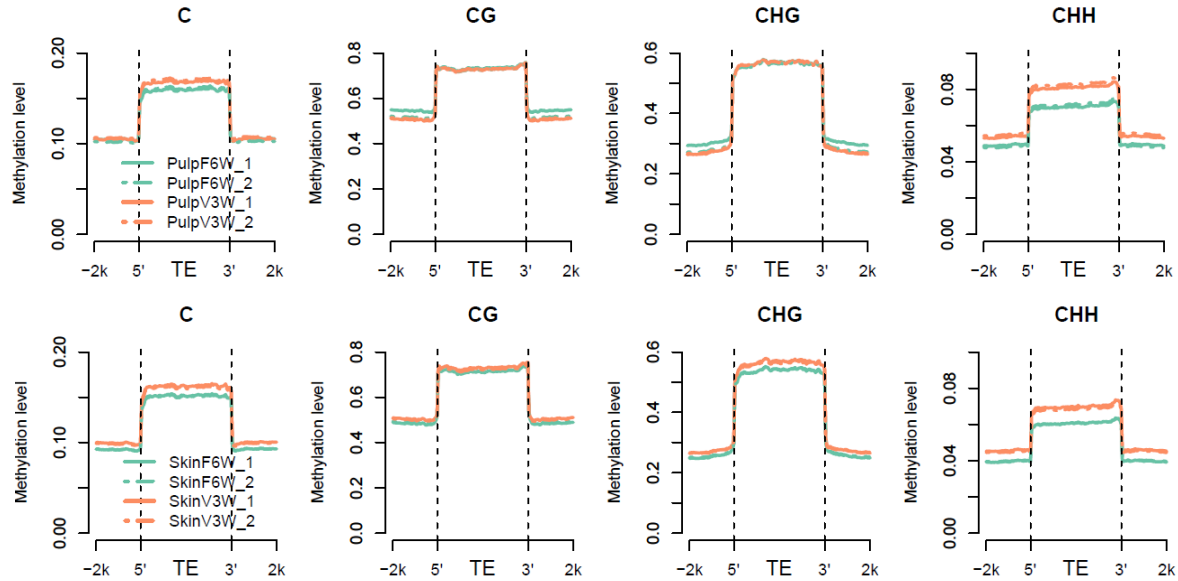 C
Methylation level
0.00 0.10 0.20
PulpF6W_1
PulpF6W_2
PulpV3W_1
PulpV3W_2
−2k 5' TE 3' 2k
CG
Methylation level
0.0 0.2 0.4 0.6 0.8
−2k 5' TE 3' 2k
CHG
Methylation level
0.0 0.2 0.4 0.6
−2k 5' TE 3' 2k
CHH
Methylation level
0.00 0.04 0.08
−2k 5' TE 3' 2k
C
Methylation level
0.00 0.10 0.20
SkinF6W_1
SkinF6W_2
SkinV3W_1
SkinV3W_2
−2k 5' TE 3' 2k
CG
Methylation level
0.0 0.2 0.4 0.6 0.8
−2k 5' TE 3' 2k
CHG
Methylation level
0.0 0.2 0.4 0.6
−2k 5' TE 3' 2k
CHH
Methylation level
0.00 0.04 0.08
−2k 5' TE 3' 2k